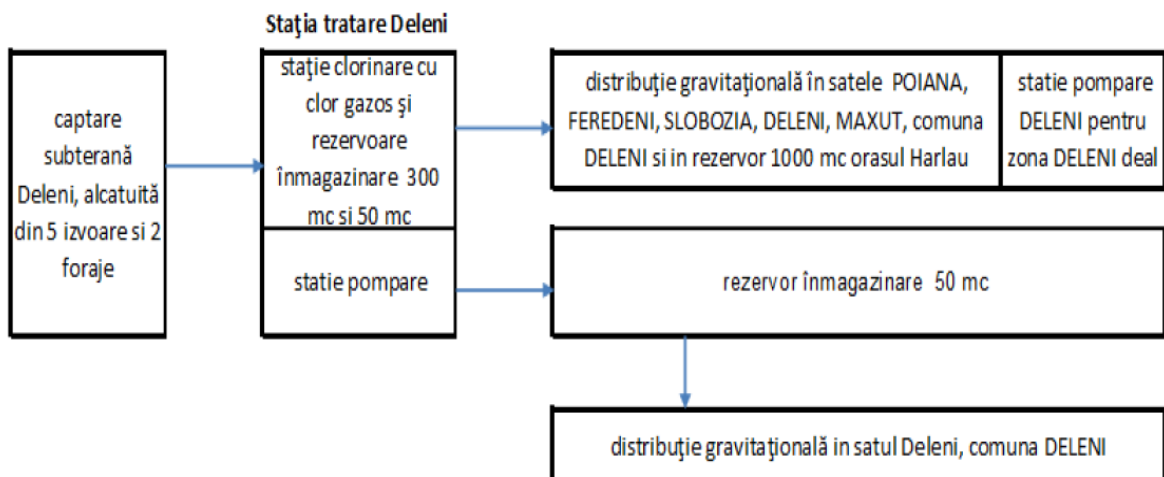 Staţia tratare Deleni
captare
subterană
Deleni, alcatuită
din 5 izvoare si 2
foraje
staţie clorinare cu
clor gazos şi
rezervoare
înmagazinare 300
mc si 50 mc
statie pompare
distribuţie gravitaţională în satele POIANA,
FEREDENI, SLOBOZIA, DELENI, MAXUT, comuna
DELENI si in rezervor 1000 mc orasul Harlau
statie pompare
DELENI pentru
zona DELENI deal
rezervor înmagazinare 50 mc
distribuţie gravitaţională in satul Deleni, comuna DELENI